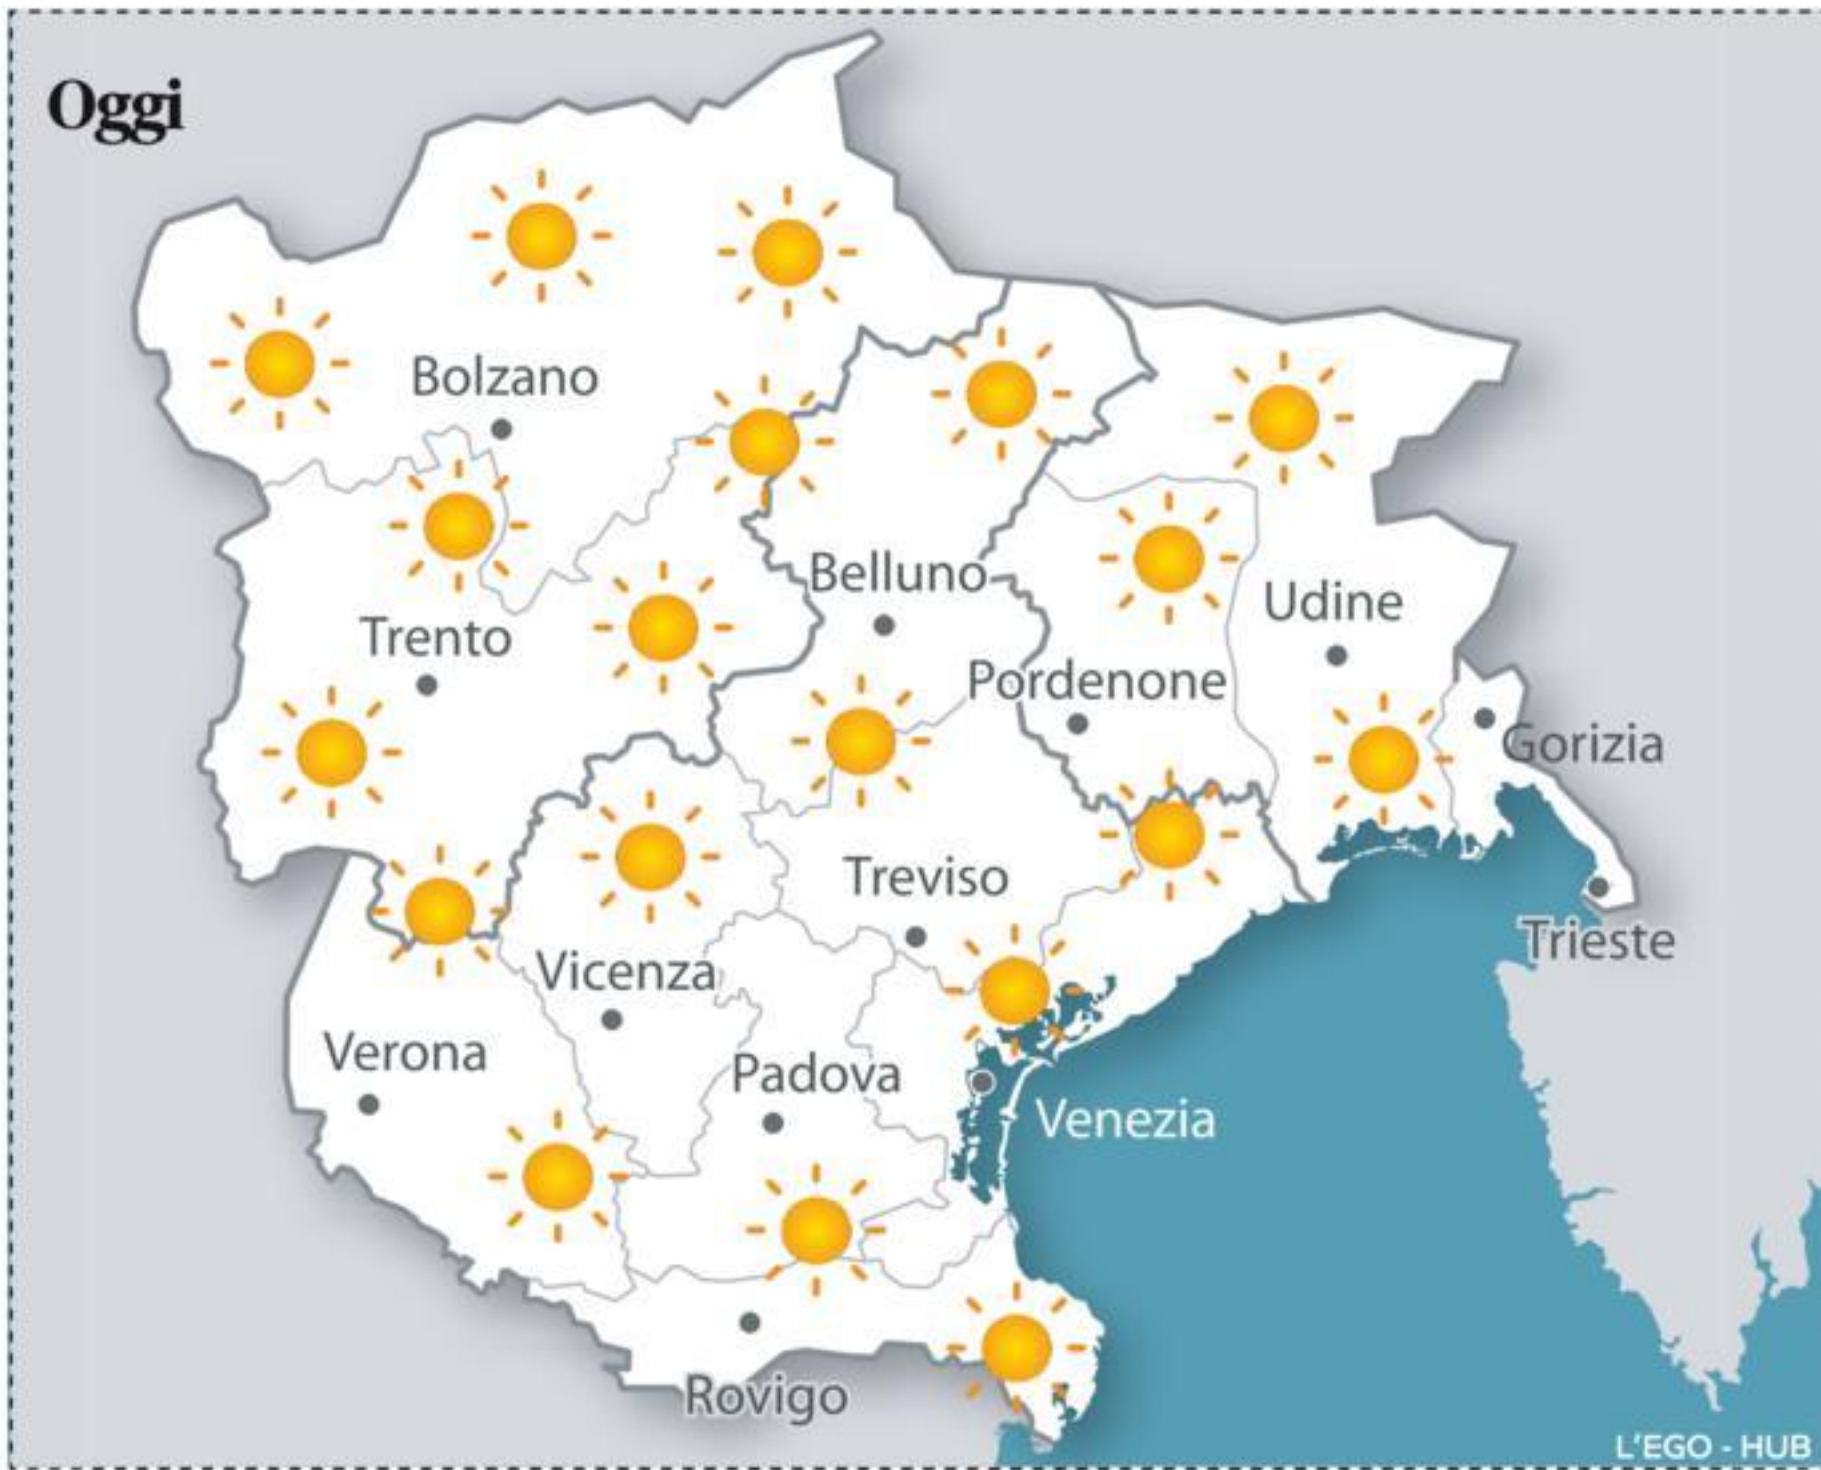 Oggi
Bolzano
Belluno
Udine
Trento
Pordenone
Gorizia
Treviso
Trieste
Vicenza
Verona
Padova
Venezia
Rovigo
L'EGO - HUB